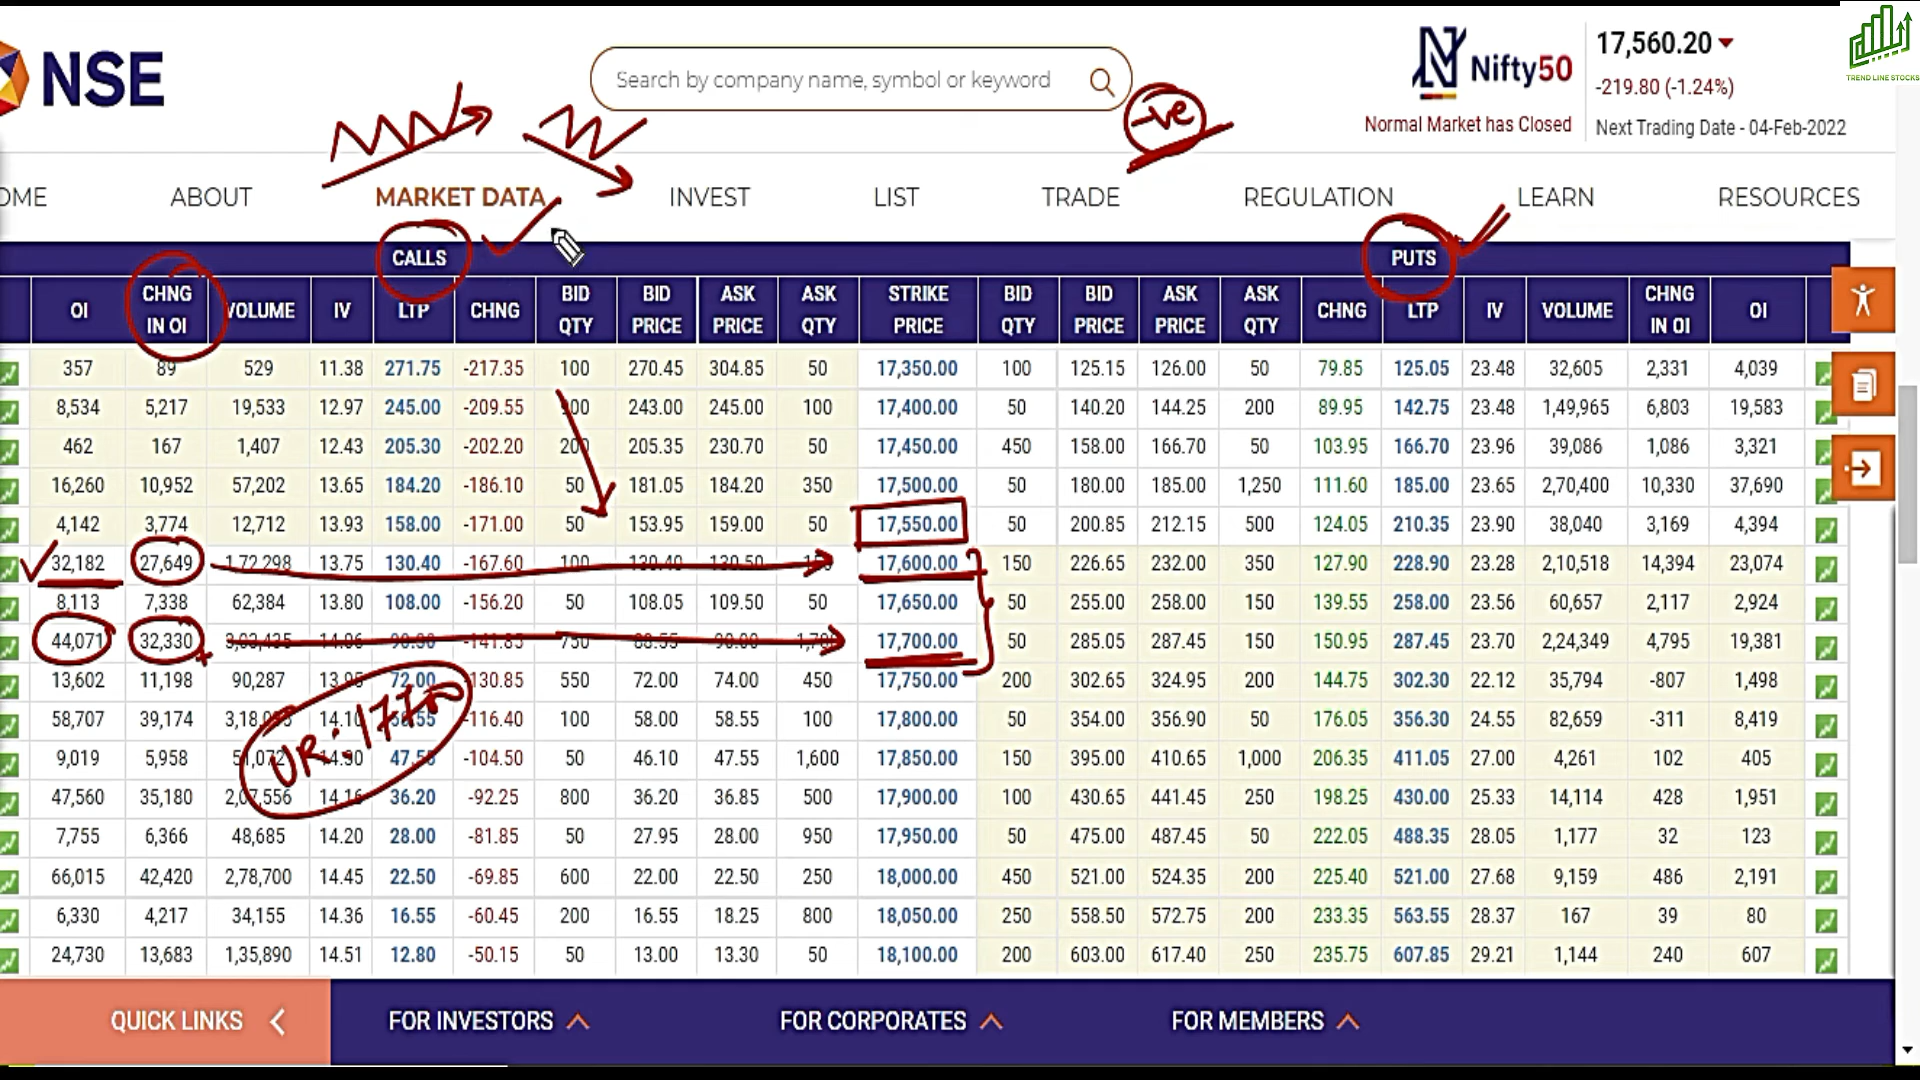 NSE
Search by company name, symbol or keyword
Nifty50
17,560.20
-219.80 (-1.24%)
Normal Market has Closed
Next Trading Date - 04-Feb-2022
TREND LINE STOCKS
-ve
OME ABOUT MARKET DATA INVEST LIST TRADE REGULATION LEARN RESOURCES
CALLS PUTS
OI CHNG IN OI VOLUME IV LTP CHNG BID QTY BID PRICE ASK PRICE ASK QTY STRIKE PRICE BID QTY BID PRICE ASK PRICE ASK QTY CHNG LTP IV VOLUME CHNG IN OI OI
357 89 529 11.38 271.75 -217.35 100 270.45 304.85 50 17,350.00 100 125.15 126.00 50 79.85 125.05 23.48 32,605 2,331 4,039
8,534 5,217 19,533 12.97 245.00 -209.55 243.00 245.00 100 17,400.00 50 140.20 144.25 200 89.95 142.75 23.48 1,49,965 6,803 19,583
462 167 1,407 12.43 205.30 -202.20 200 205.35 230.70 50 17,450.00 450 158.00 166.70 50 103.95 166.70 23.96 39,086 1,086 3,321
16,260 10,952 57,202 13.65 184.20 -186.10 50 181.05 184.20 350 17,500.00 50 180.00 185.00 1,250 111.60 185.00 23.65 2,70,400 10,330 37,690
4,142 3,774 12,712 13.93 158.00 -171.00 50 153.95 159.00 50 17,550.00 50 200.85 212.15 500 124.05 210.35 23.90 38,040 3,169 4,394
32,182 27,649 1,72,298 13.75 130.40 -167.60 100 130.40 130.50 17,600.00 150 226.65 232.00 350 127.90 228.90 23.28 2,10,518 14,394 23,074
8,113 7,338 62,384 13.80 108.00 -156.20 50 108.05 109.50 50 17,650.00 50 255.00 258.00 150 139.55 258.00 23.56 60,657 2,117 2,924
44,071 32,330 -141.85 750 90.00 17,700.00 50 285.05 287.45 150 150.95 287.45 23.70 2,24,349 4,795 19,381
13,602 11,198 90,287 13.95 72.00 -130.85 550 72.00 74.00 450 17,750.00 200 302.65 324.95 200 144.75 302.30 22.12 35,794 -807 1,498
58,707 39,174 14.10 -116.40 100 58.00 58.55 100 17,800.00 50 354.00 356.90 50 176.05 356.30 24.55 82,659 -311 8,419
UR:-17700
9,019 5,958 47.55 -104.50 50 46.10 47.55 1,600 17,850.00 150 395.00 410.65 1,000 206.35 411.05 27.00 4,261 102 405
47,560 35,180 2,07,556 14.16 36.20 -92.25 800 36.20 36.85 500 17,900.00 100 430.65 441.45 250 198.25 430.00 25.33 14,114 428 1,951
7,755 6,366 48,685 14.20 28.00 -81.85 50 27.95 28.00 950 17,950.00 50 475.00 487.45 50 222.05 488.35 28.05 1,177 32 123
66,015 42,420 2,78,700 14.45 22.50 -69.85 600 22.00 22.50 250 18,000.00 450 521.00 524.35 200 225.40 521.00 27.68 9,159 486 2,191
6,330 4,217 34,155 14.36 16.55 -60.45 200 16.55 18.25 800 18,050.00 250 558.50 572.75 200 233.35 563.55 28.37 167 39 80
24,730 13,683 1,35,890 14.51 12.80 -50.15 50 13.00 13.30 50 18,100.00 200 603.00 617.40 250 235.75 607.85 29.21 1,144 240 607
QUICK LINKS FOR INVESTORS FOR CORPORATES FOR MEMBERS